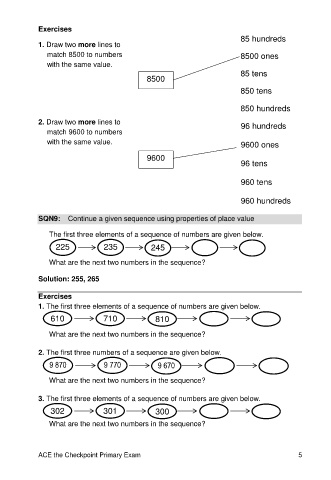 Exercises
1. Draw two more lines to
match 8500 to numbers
with the same value.
8500
85 hundreds
8500 ones
85 tens
850 tens
850 hundreds
2. Draw two more lines to
match 9600 to numbers
with the same value.
9600
96 hundreds
9600 ones
96 tens
960 tens
960 hundreds
SQN9: Continue a given sequence using properties of place value
The first three elements of a sequence of numbers are given below.
225 235 245
What are the next two numbers in the sequence?
Solution: 255, 265
Exercises
1. The first three elements of a sequence of numbers are given below.
610 710 810
What are the next two numbers in the sequence?
2. The first three numbers of a sequence are given below.
9 870 9 770 9 670
What are the next two numbers in the sequence?
3. The first three elements of a sequence of numbers are given below.
302 301 300
What are the next two numbers in the sequence?
ACE the Checkpoint Primary Exam 5